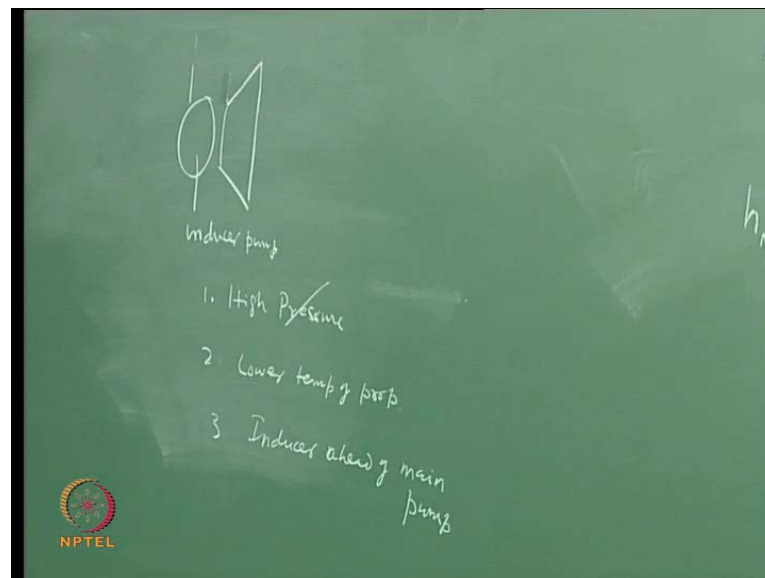 inducer pump
h
1. High Pressure
2. Lower temp of prop.
3 Inducer ahead of main
pump
NPTEL